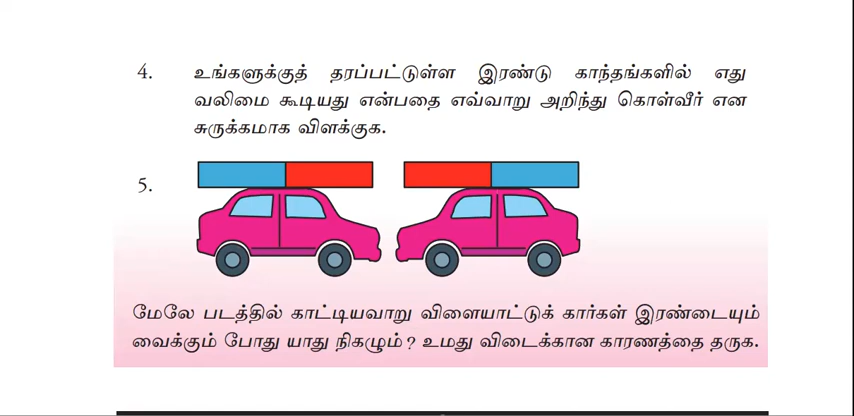 4. உங்களுக்குத் தரப்பட்டுள்ள இரண்டு காந்தங்களில் எது
வலிமை கூடியது என்பதை எவ்வாறு அறிந்து கொள்வீர் என
சுருக்கமாக விளக்குக.
5.
மேலே படத்தில் காட்டியவாறு விளையாட்டுக் கார்கள் இரண்டையும்
வைக்கும் போது யாது நிகழும்? உமது விடைக்கான காரணத்தை தருக.